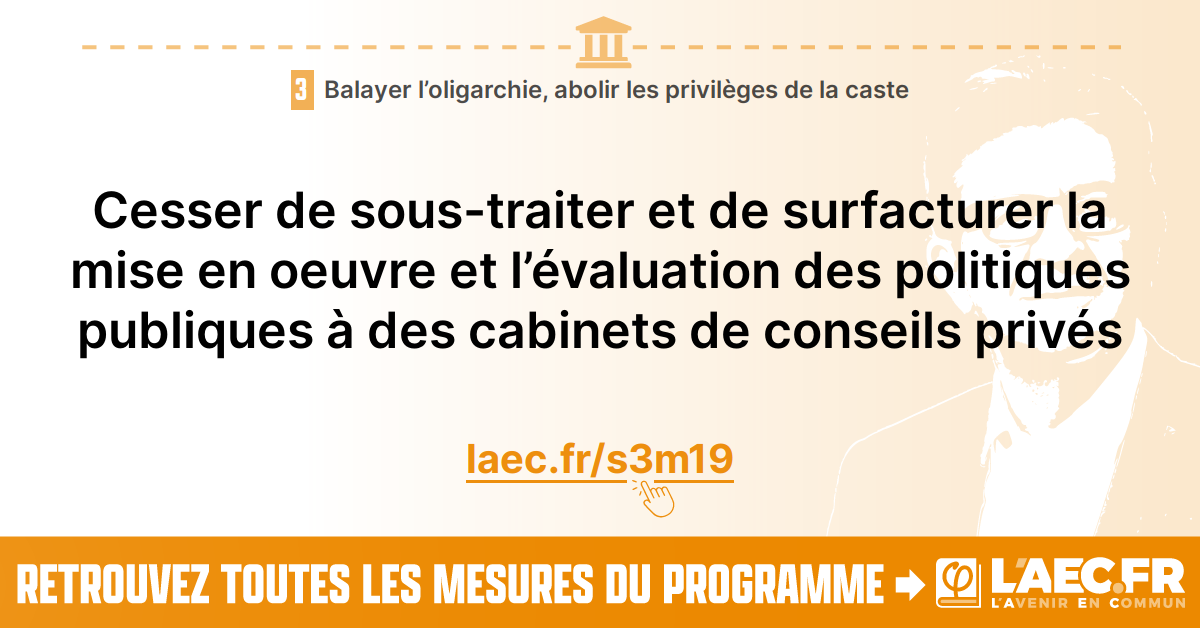 3 Balayer l’oligarchie, abolir les privilèges de la caste
Cesser de sous-traiter et de surfacturer la
mise en oeuvre et l’évaluation des politiques
publiques à des cabinets de conseils privés
laec.fr/s3m19
RETROUVEZ TOUTES LES MESURES DU PROGRAMME
φ L'AEC.FR
L'AVENIR EN COMMUN